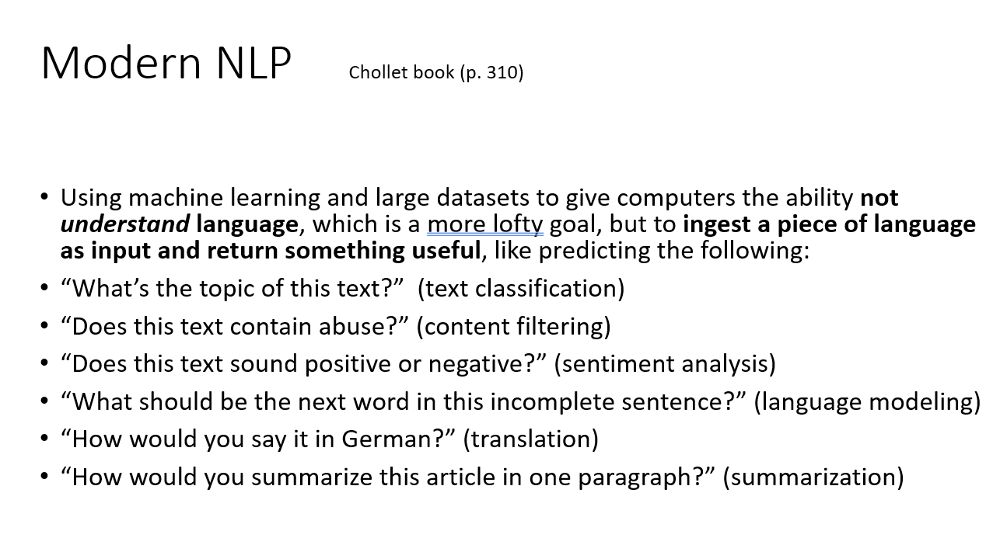 Modern NLP Chollet book (p. 310)
• Using machine learning and large datasets to give computers the ability not
understand language, which is a more lofty goal, but to ingest a piece of language
as input and return something useful, like predicting the following:
• “What’s the topic of this text?”  (text classification)
• “Does this text contain abuse?” (content filtering)
• “Does this text sound positive or negative?” (sentiment analysis)
• “What should be the next word in this incomplete sentence?” (language modeling)
• “How would you say it in German?” (translation)
• “How would you summarize this article in one paragraph?” (summarization)